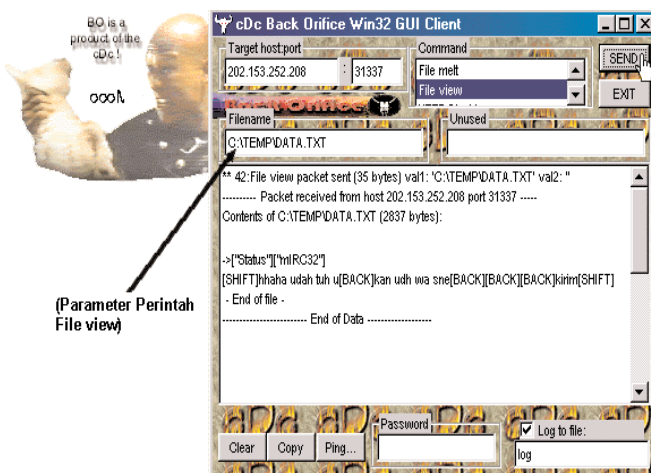 BO is a
product of the
cDc !
oooh
cDc Back Orifice Win32 GUI Client
Target host:port
202.153.252.208 : 31337
Command
File melt
File view
SEND
EXIT
BackOrifice
Filename
C:\TEMP\DATA.TXT
Unused
** 42:File view packet sent (35 bytes) val1: 'C:\TEMP\DATA.TXT' val2: ''
---------- Packet received from host 202.153.252.208 port 31337 -----
Contents of C:\TEMP\DATA.TXT (2837 bytes):
->["Status"]["mIRC32"]
[SHIFT]hhaha udah tuh u[BACK]kan udh wa sne[BACK][BACK][BACK]kirim[SHIFT]
- End of file -
------------------------ End of Data ------------------
(Parameter Perintah
File view)
Clear
Copy
Ping...
Password
Log to file:
log